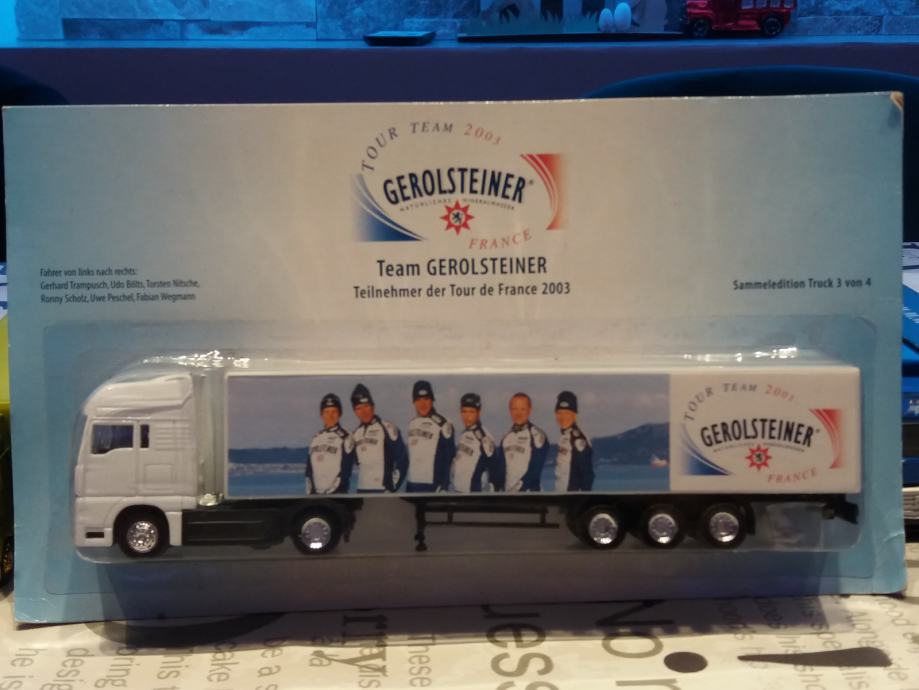 TOUR TEAM 2003
GEROLSTEINER®
NATÜRLICHES MINERALWASSER
FRANCE
Team GEROLSTEINER
Teilnehmer der Tour de France 2003
Fahrer von links nach rechts:
Gerhard Trampusch, Udo Bölts, Torsten Nitsche,
Ronny Scholz, Uwe Peschel, Fabian Wegmann
Sammeledition Truck 3 von 4
TOUR TEAM 2003
GEROLSTEINER
FRANCE
No!
These